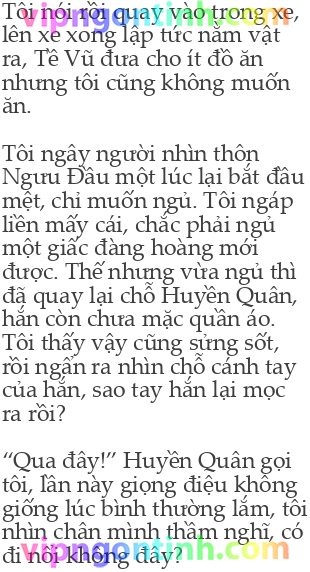 Tôi nói rồi quay vào trong xe,
lên xe xong lập tức nằm vật
ra, Tề Vũ đưa cho ít đồ ăn
nhưng tôi cũng không muốn
ăn.
Tôi ngây người nhìn thôn
Ngưu Đầu một lúc lại bắt đầu
mệt, chỉ muốn ngủ. Tôi ngáp
liền mấy cái, chắc phải ngủ
một giấc đàng hoàng mới
được. Thế nhưng vừa ngủ thì
đã quay lại chỗ Huyền Quân,
hắn còn chưa mặc quần áo.
Tôi thấy vậy cũng sửng sốt,
rồi ngẩn ra nhìn chỗ cánh tay
của hắn, sao tay hắn lại mọc
ra rồi?
“Qua đây!” Huyền Quân gọi
tôi, lần này giọng điệu không
giống lúc bình thường lắm, tôi
nhìn chân mình thầm nghĩ, có
đi nổi không đây?
vipngontinh.com
vipngontinh.com